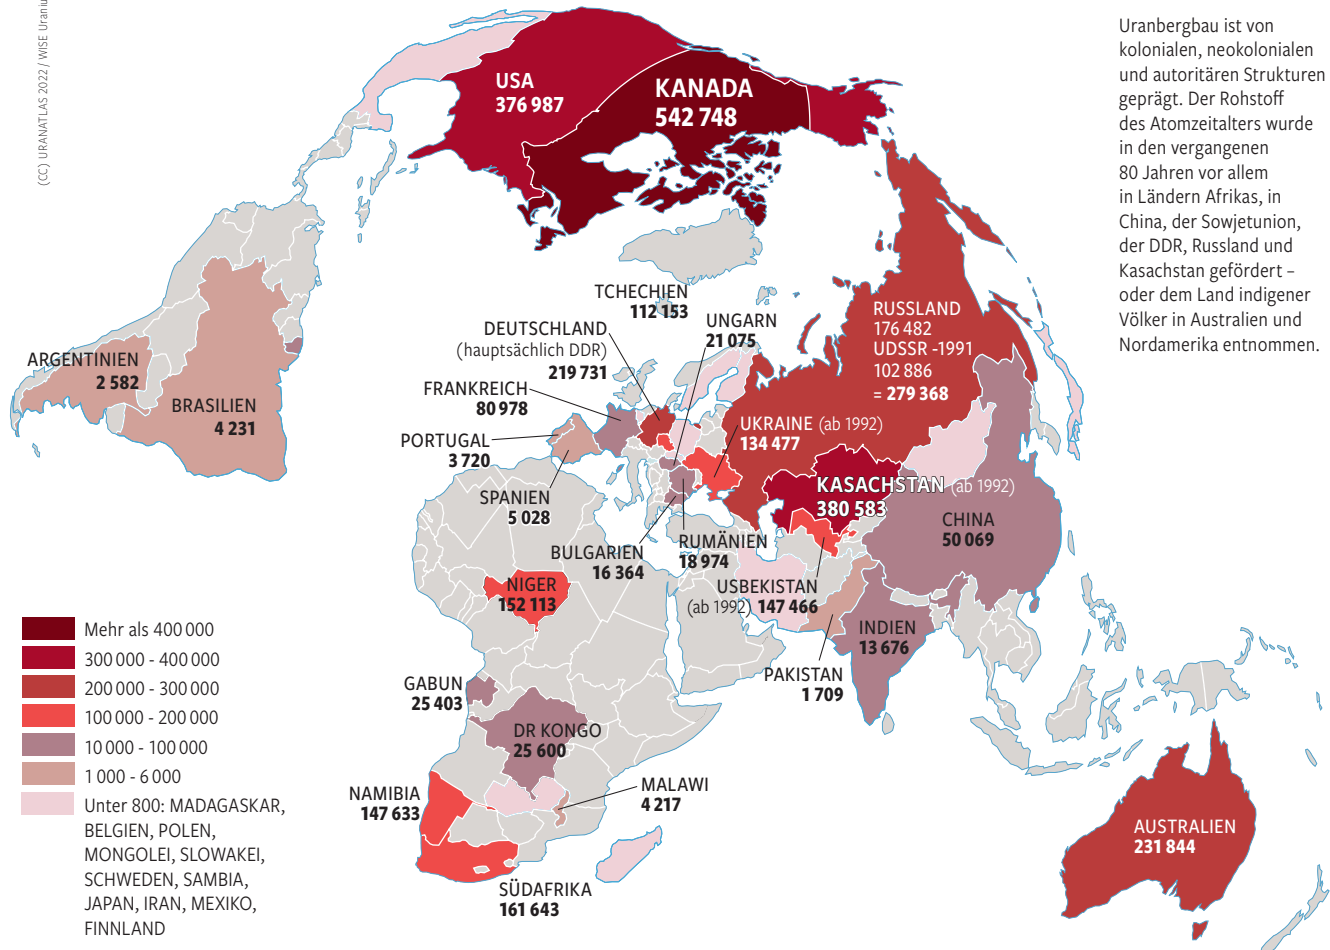 (CC) URANATLAS 2022 / WISE Uraniu
Uranbergbau ist von
kolonialen, neokolonialen
und autoritären Strukturen
geprägt. Der Rohstoff
des Atomzeitalters wurde
in den vergangenen
80 Jahren vor allem
in Ländern Afrikas, in
China, der Sowjetunion,
der DDR, Russland und
Kasachstan gefördert –
oder dem Land indigener
Völker in Australien und
Nordamerika entnommen.
USA
376 987
KANADA
542 748
TCHECHIEN
112 153
UNGARN
21 075
DEUTSCHLAND
(hauptsächlich DDR)
219 731
RUSSLAND
176 482
UDSSR -1991
102 886
= 279 368
ARGENTINIEN
2 582
BRASILIEN
4 231
FRANKREICH
80 978
PORTUGAL
3 720
UKRAINE (ab 1992)
134 477
SPANIEN
5 028
KASACHSTAN (ab 1992)
380 583
CHINA
50 069
BULGARIEN
16 364
RUMÄNIEN
18 974
USBEKISTAN
(ab 1992) 147 466
NIGER
152 113
INDIEN
13 676
PAKISTAN
1 709
GABUN
25 403
DR KONGO
25 600
MALAWI
4 217
NAMIBIA
147 633
SÜDAFRIKA
161 643
AUSTRALIEN
231 844
Mehr als 400 000
300 000 - 400 000
200 000 - 300 000
100 000 - 200 000
10 000 - 100 000
1 000 - 6 000
Unter 800: MADAGASKAR,
BELGIEN, POLEN,
MONGOLEI, SLOWAKEI,
SCHWEDEN, SAMBIA,
JAPAN, IRAN, MEXIKO,
FINNLAND